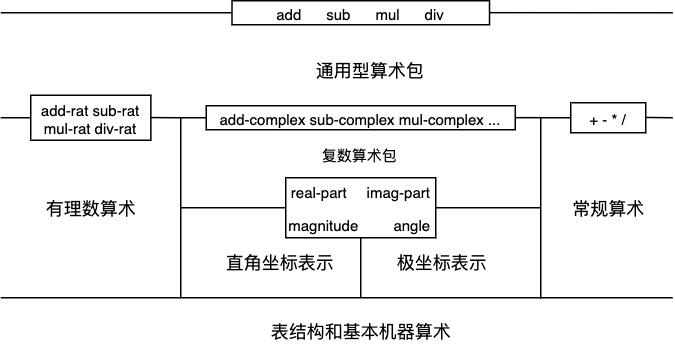 add sub mul div
通用型算术包
add-rat sub-rat
mul-rat div-rat
add-complex sub-complex mul-complex ...
+ - * /
复数算术包
有理数算术
real-part imag-part
magnitude angle
常规算术
直角坐标表示
极坐标表示
表结构和基本机器算术